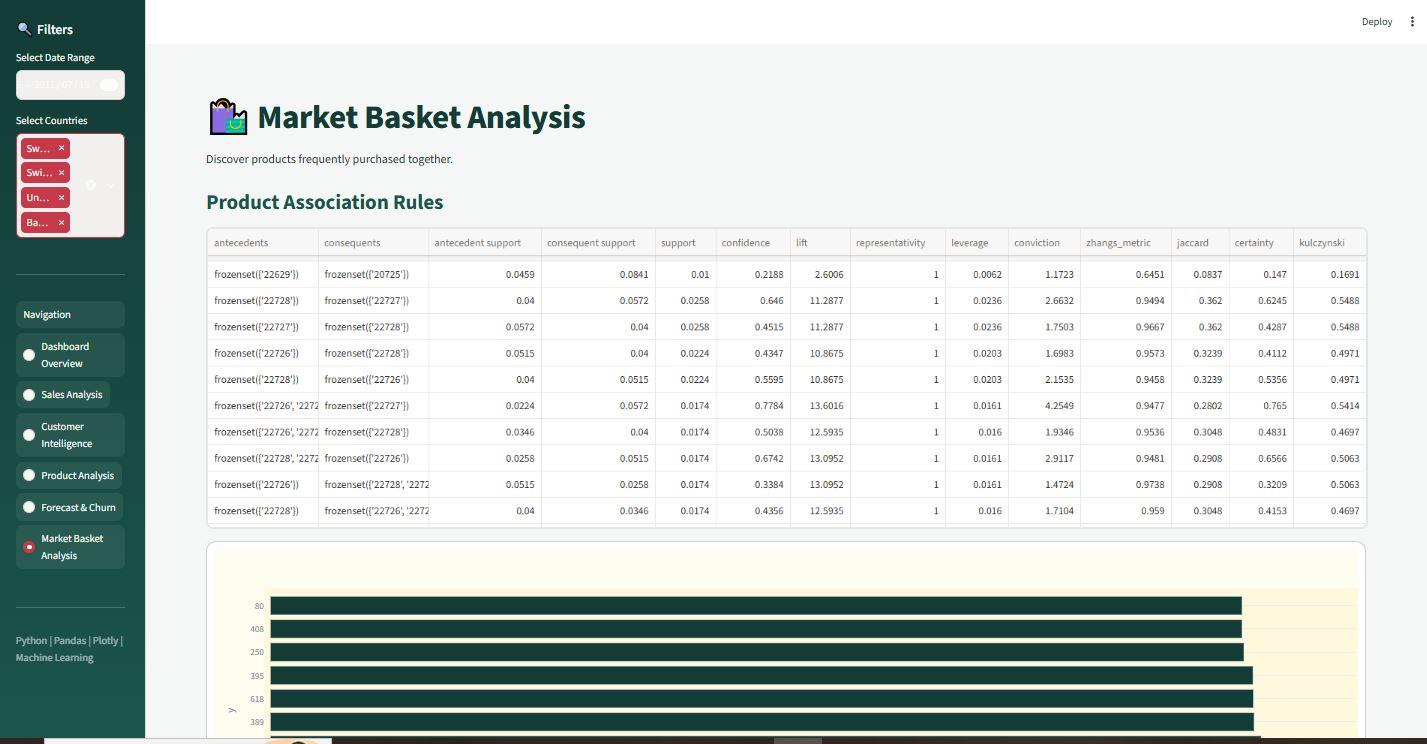 Deploy
Filters
Select Date Range
Select Countries
Sw... ×
Swi... ×
Un... ×
Ba... ×
Navigation
Dashboard
Overview
Sales Analysis
Customer
Intelligence
Product Analysis
Forecast & Churn
Market Basket
Analysis
Python | Pandas | Plotly |
Machine Learning
Market Basket Analysis
Discover products frequently purchased together.
Product Association Rules
antecedents consequents antecedent support consequent support support confidence lift representativity leverage conviction zhangs_metric jaccard certainty kulczynski
frozenset({'22629'}) frozenset({'20725'}) 0.0459 0.0841 0.01 0.2188 2.6006 1 0.0062 1.1723 0.6451 0.0837 0.147 0.1691
frozenset({'22728'}) frozenset({'22727'}) 0.04 0.0572 0.0258 0.646 11.2877 1 0.0236 2.6632 0.9494 0.362 0.6245 0.5488
frozenset({'22727'}) frozenset({'22728'}) 0.0572 0.04 0.0258 0.4515 11.2877 1 0.0236 1.7503 0.9667 0.362 0.4287 0.5488
frozenset({'22726'}) frozenset({'22728'}) 0.0515 0.04 0.0224 0.4347 10.8675 1 0.0203 1.6983 0.9573 0.3239 0.4112 0.4971
frozenset({'22728'}) frozenset({'22726'}) 0.04 0.0515 0.0224 0.5595 10.8675 1 0.0203 2.1535 0.9458 0.3239 0.5356 0.4971
frozenset({'22726', '2272 frozenset({'22727'}) 0.0224 0.0572 0.0174 0.7784 13.6016 1 0.0161 4.2549 0.9477 0.2802 0.765 0.5414
frozenset({'22726', '2272 frozenset({'22728'}) 0.0346 0.04 0.0174 0.5038 12.5935 1 0.016 1.9346 0.9536 0.3048 0.4831 0.4697
frozenset({'22728', '2272 frozenset({'22726'}) 0.0258 0.0515 0.0174 0.6742 13.0952 1 0.0161 2.9117 0.9481 0.2908 0.6566 0.5063
frozenset({'22726'}) frozenset({'22728', '2272 0.0515 0.0258 0.0174 0.3384 13.0952 1 0.0161 1.4724 0.9738 0.2908 0.3209 0.5063
frozenset({'22728'}) frozenset({'22726', '2272 0.04 0.0346 0.0174 0.4356 12.5935 1 0.016 1.7104 0.959 0.3048 0.4153 0.4697
80
408
250
395
618
389
y